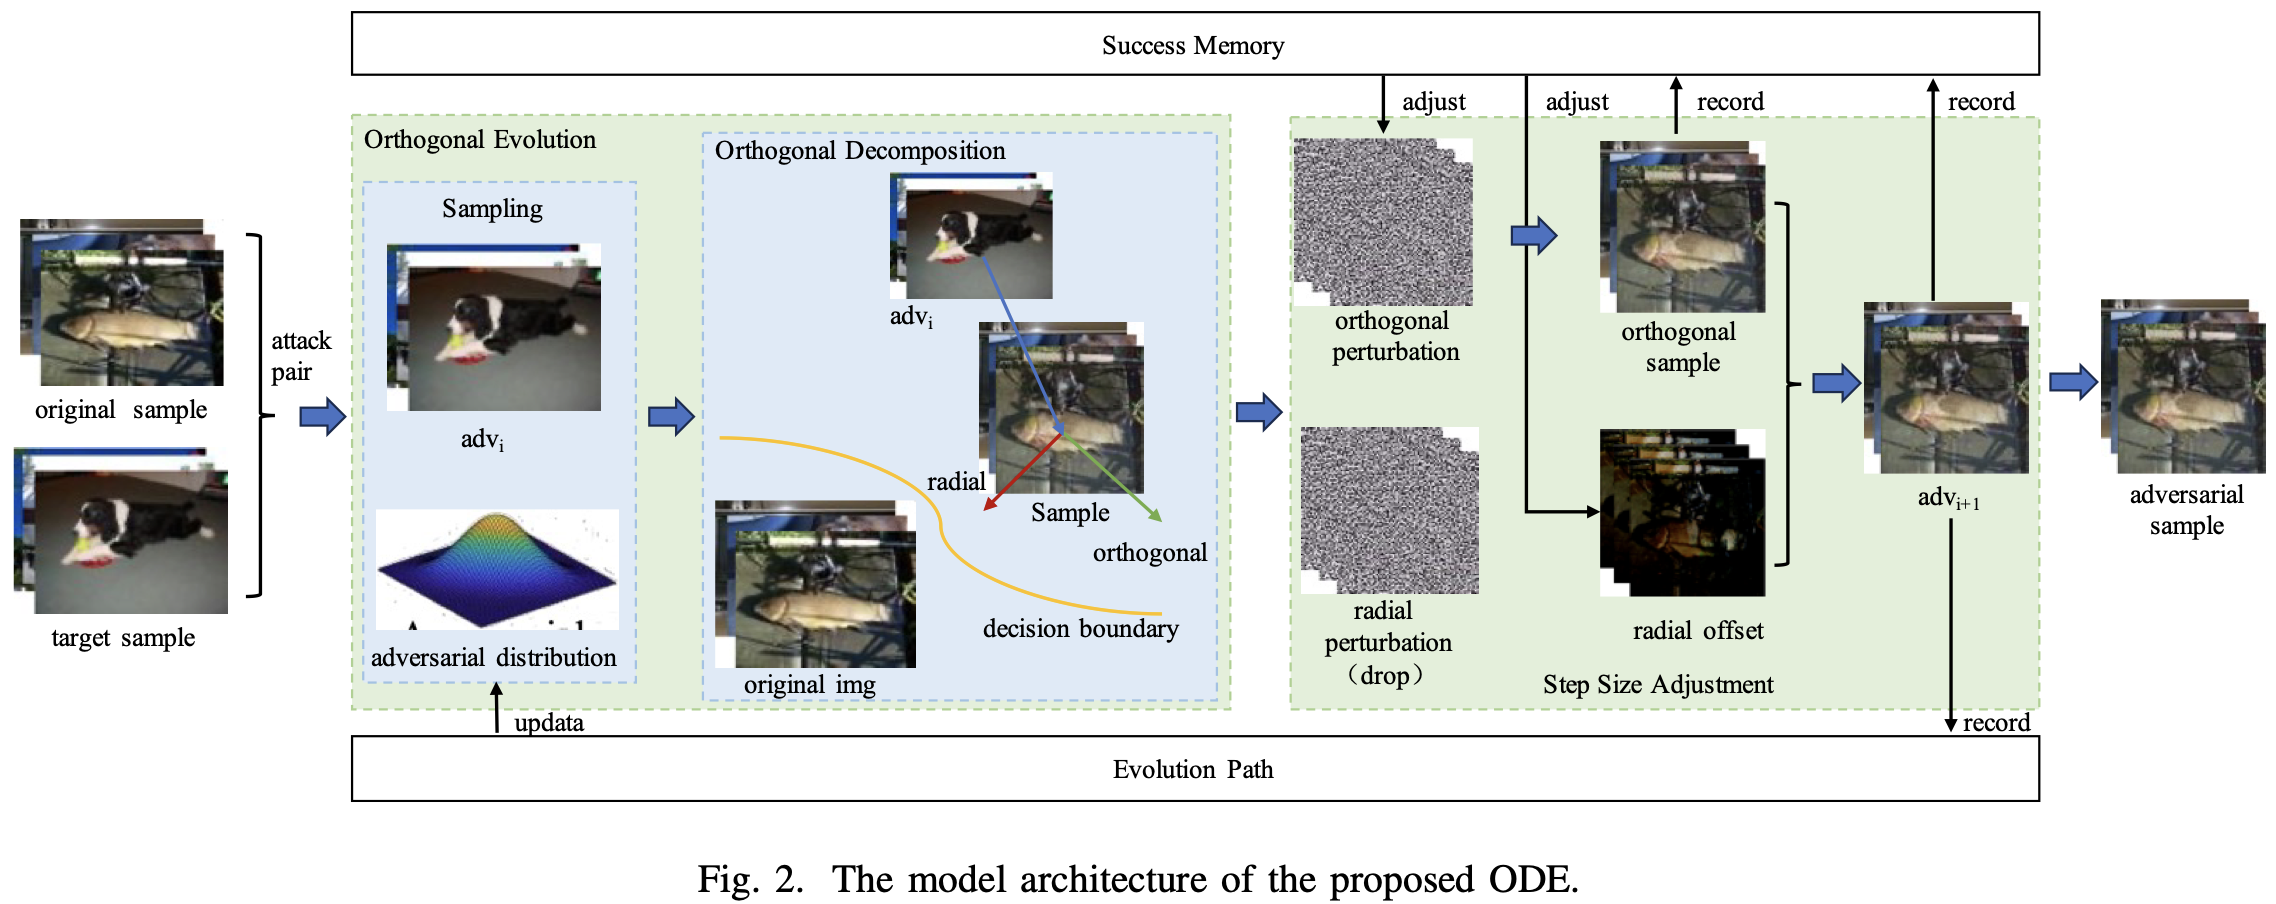 Success Memory
adjust
adjust
record
record
Orthogonal Evolution
Orthogonal Decomposition
Sampling
adv_i
adversarial distribution
attack
pair
original sample
target sample
adv_i
radial
Sample
orthogonal
decision boundary
original img
orthogonal
perturbation
radial
perturbation
（drop）
orthogonal
sample
radial offset
Step Size Adjustment
adv_{i+1}
adversarial
sample
updata
record
Evolution Path
Fig. 2. The model architecture of the proposed ODE.